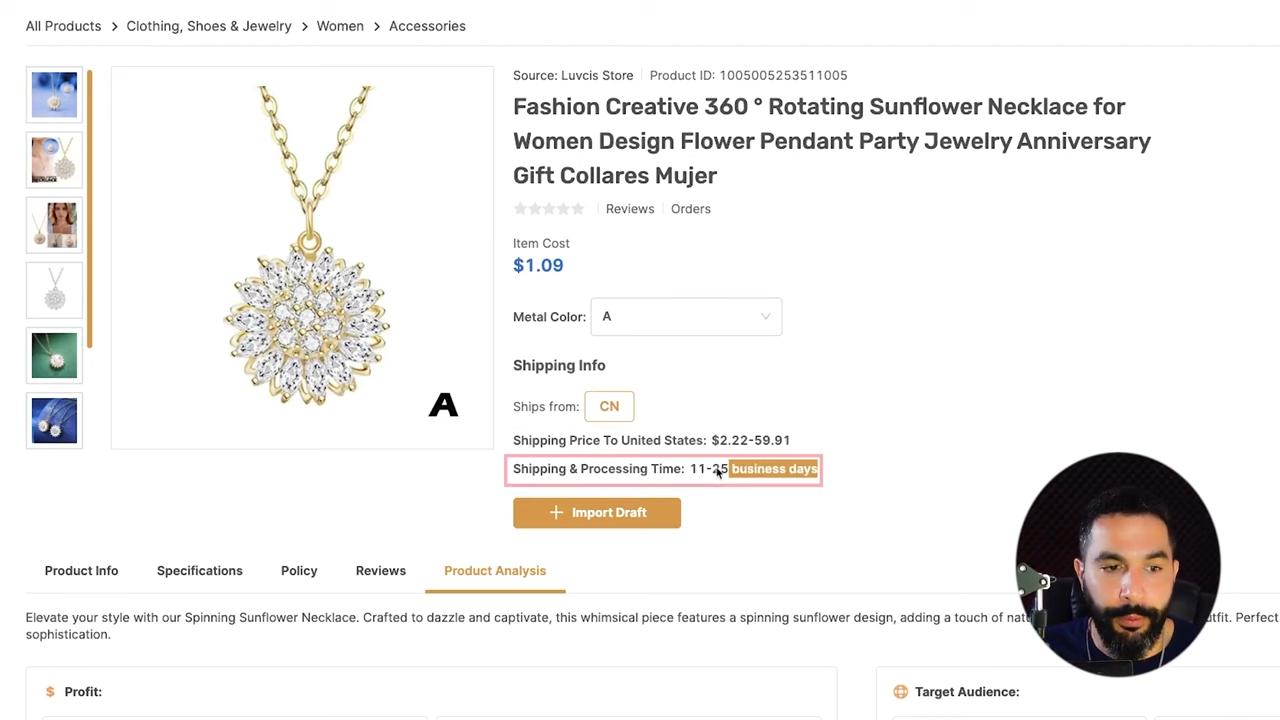 All Products > Clothing, Shoes & Jewelry > Women > Accessories
Source: Luvcis Store | Product ID: 1005005253511005
Fashion Creative 360 ° Rotating Sunflower Necklace for
Women Design Flower Pendant Party Jewelry Anniversary
Gift Collares Mujer
Reviews | Orders
Item Cost
$1.09
Metal Color: A
Shipping Info
Ships from: CN
A
Shipping Price To United States: $2.22-59.91
Shipping & Processing Time: 11-25 business days
+ Import Draft
Product Info Specifications Policy Reviews Product Analysis
Elevate your style with our Spinning Sunflower Necklace. Crafted to dazzle and captivate, this whimsical piece features a spinning sunflower design, adding a touch of Perfect
sophistication.
$ Profit:
Target Audience: